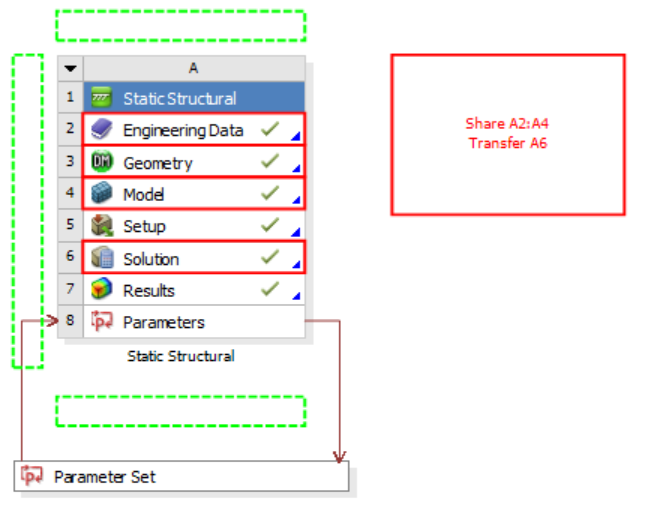 A
1 Static Structural
2 Engineering Data
3 DM Geometry
4 Model
5 Setup
6 Solution
7 Results
8 p Parameters
Static Structural
p Parameter Set
Share A2:A4
Transfer A6